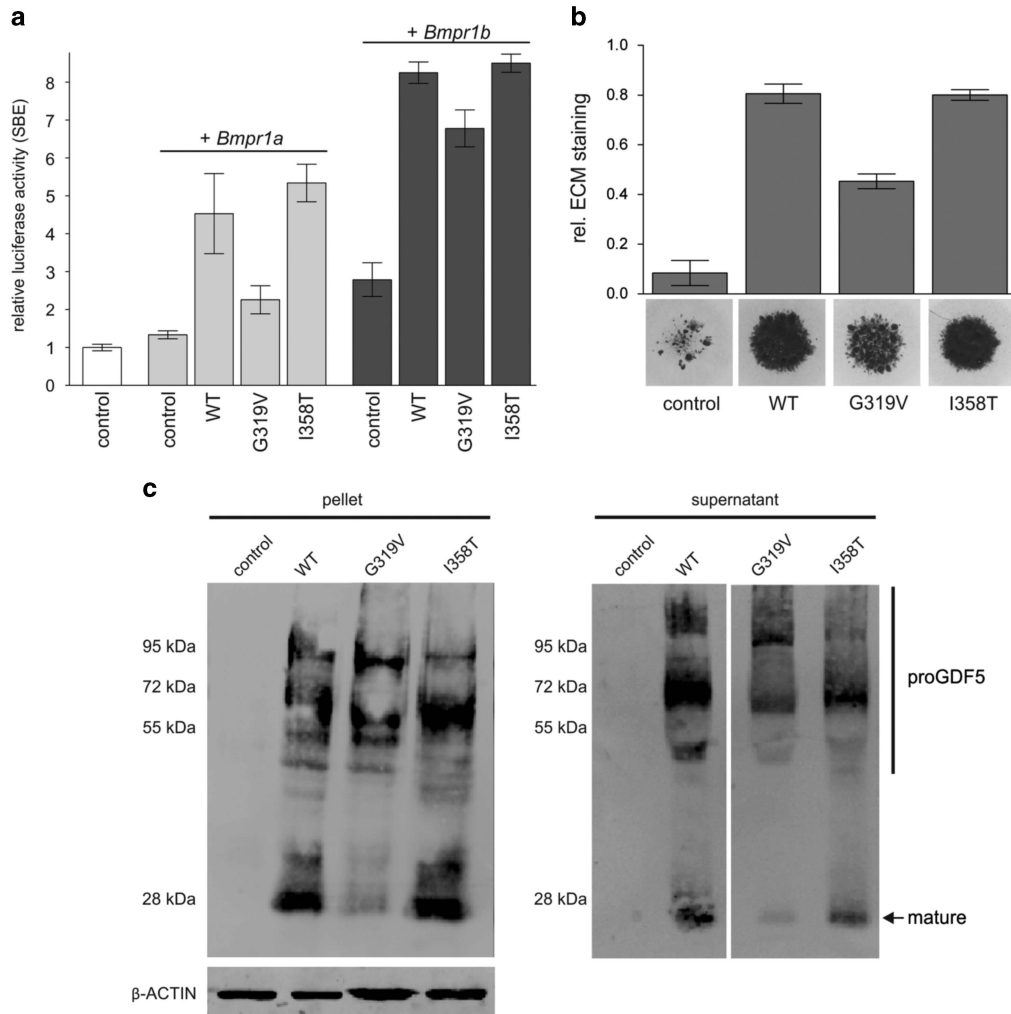 a
+ Bmpr1b
+ Bmpr1a
relative luciferase activity (SBE)
8
7
6
5
4
3
2
1
0
control
control
WT
G319V
I358T
control
WT
G319V
I358T
b
rel. ECM staining
1.0
0.8
0.6
0.4
0.2
0.0
control WT G319V I358T
c
pellet
control WT G319V I358T
95 kDa
72 kDa
55 kDa
28 kDa
β-ACTIN
supernatant
control WT G319V I358T
95 kDa
72 kDa
55 kDa
28 kDa
proGDF5
mature